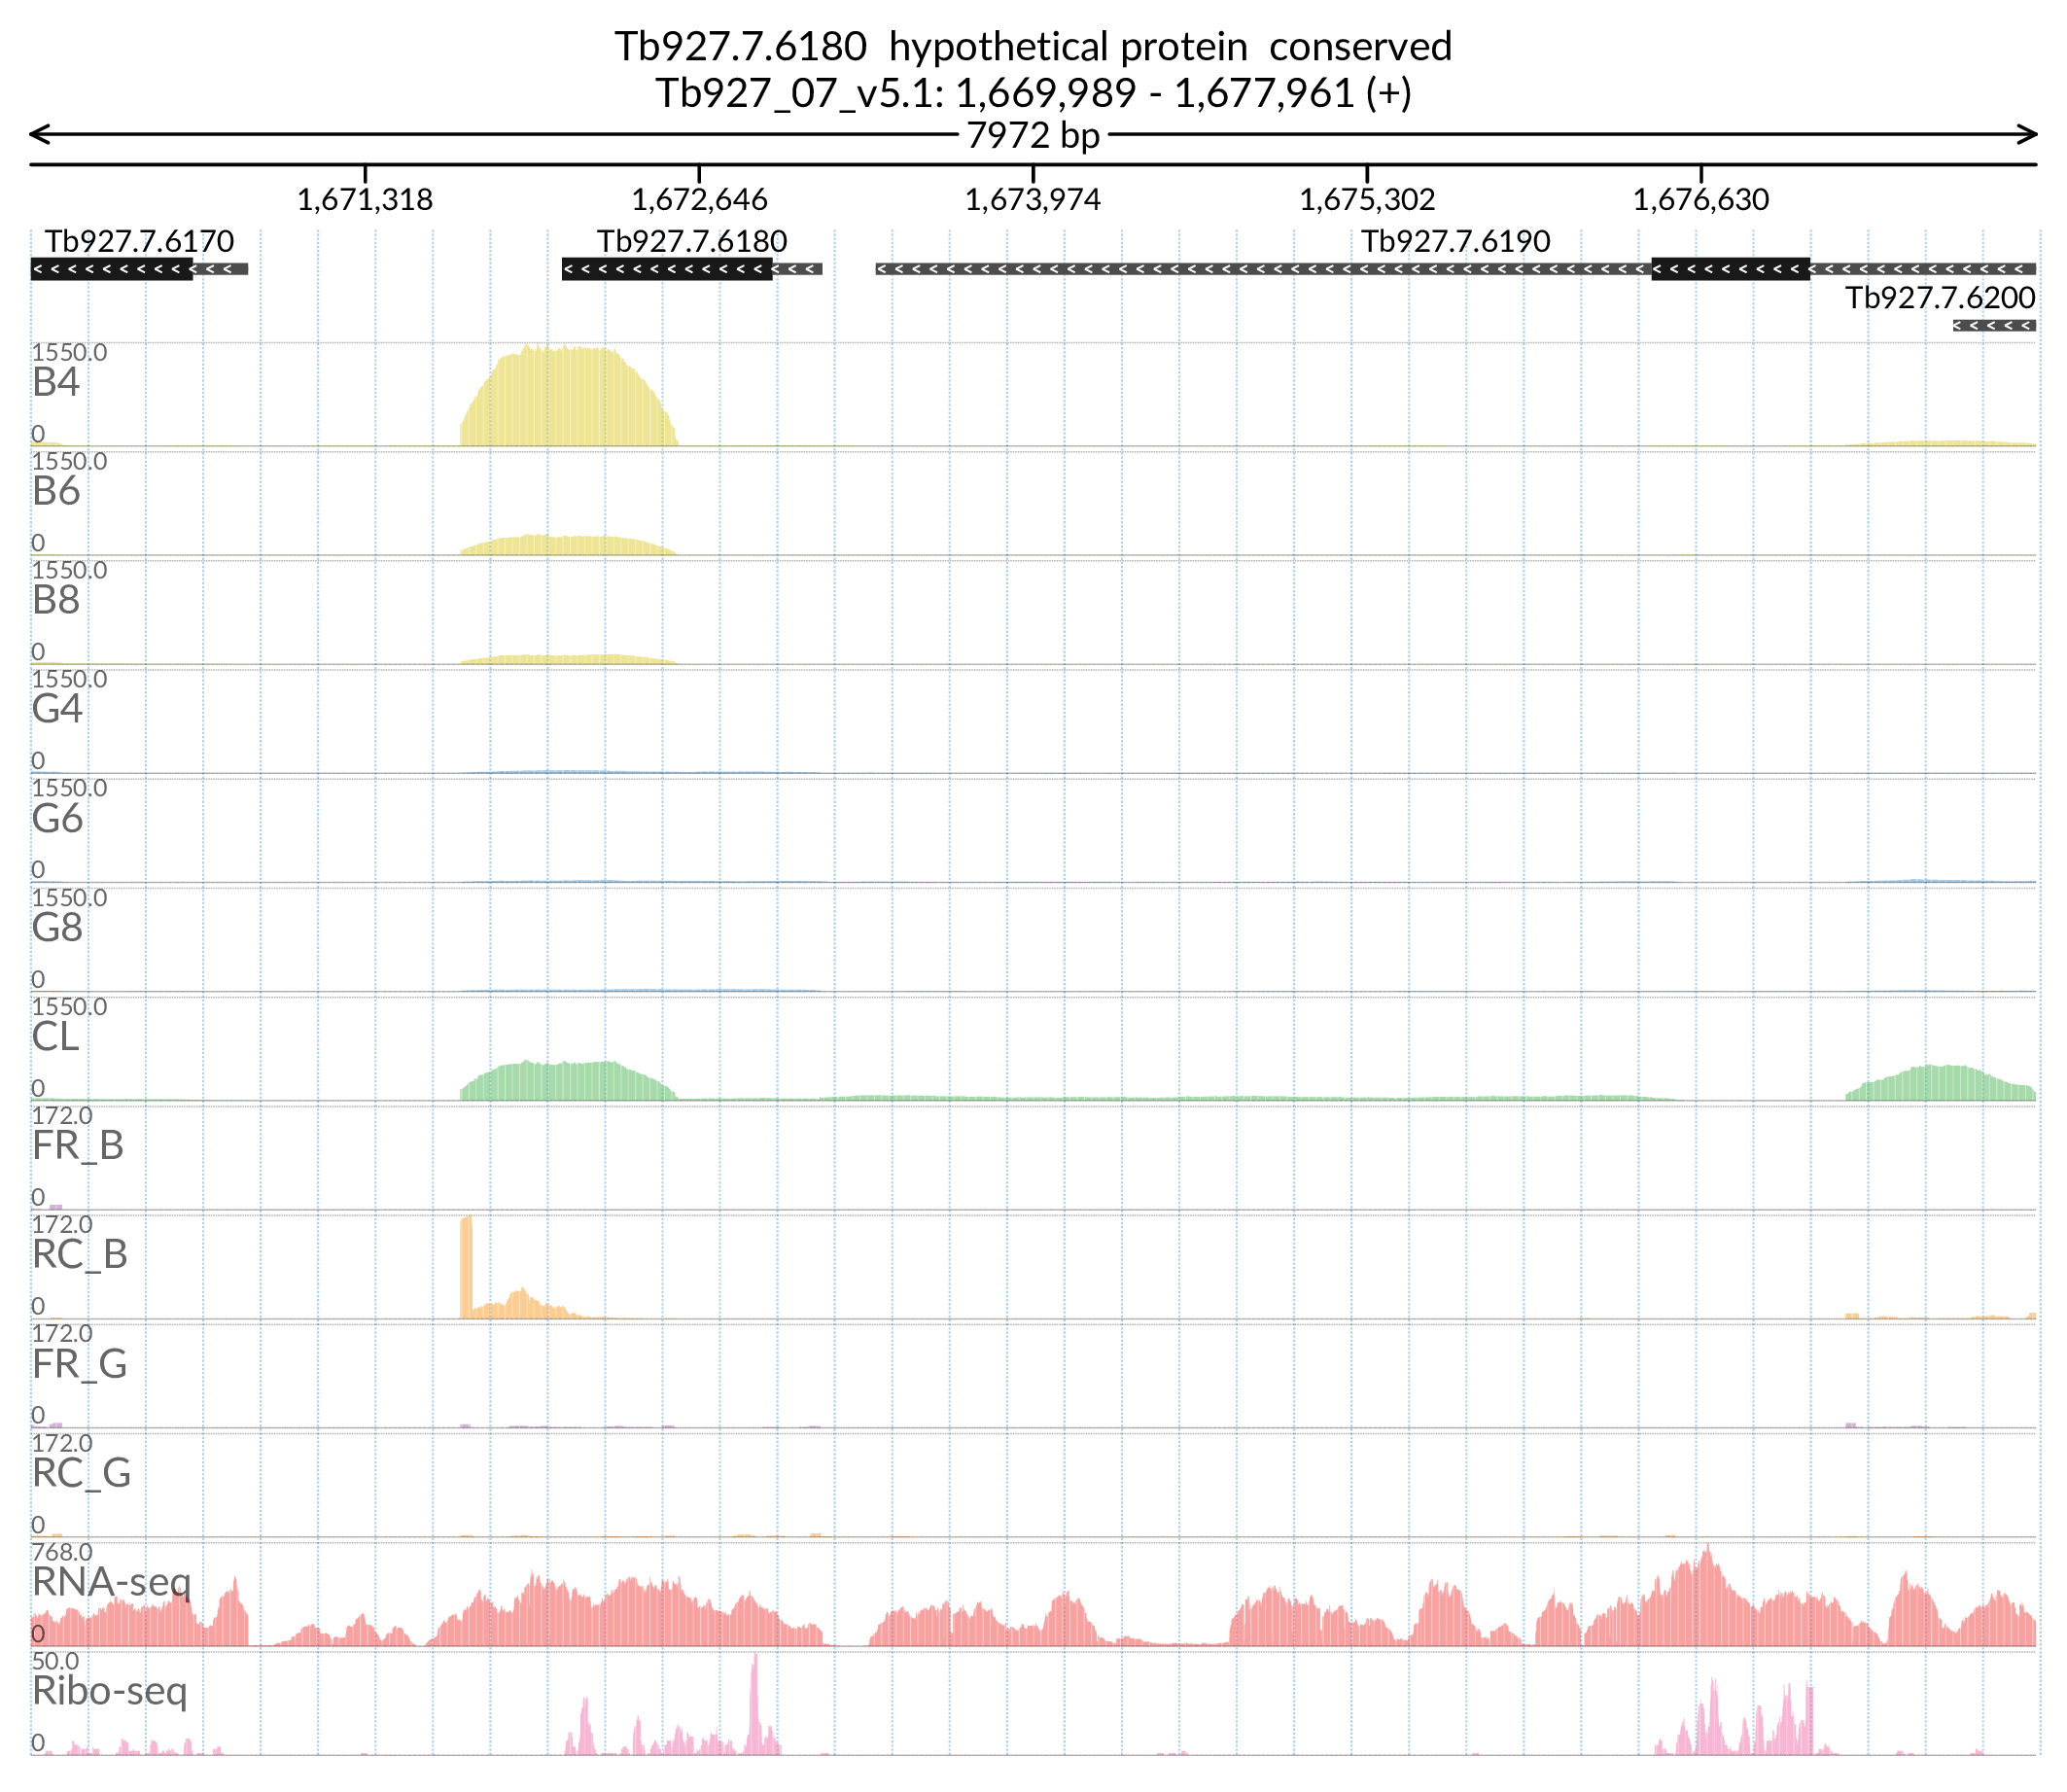 Tb927.7.6180 hypothetical protein conserved
Tb927_07_v5.1: 1,669,989 - 1,677,961 (+)
7972 bp
1,671,318 1,672,646 1,673,974 1,675,302 1,676,630
Tb927.7.6170 Tb927.7.6180 Tb927.7.6190
Tb927.7.6200
1550.0
B4
0
1550.0
B6
0
1550.0
B8
0
1550.0
G4
0
1550.0
G6
0
1550.0
G8
0
1550.0
CL
0
172.0
FR_B
0
172.0
RC_B
0
172.0
FR_G
0
172.0
RC_G
0
768.0
RNA-seq
0
50.0
Ribo-seq
0